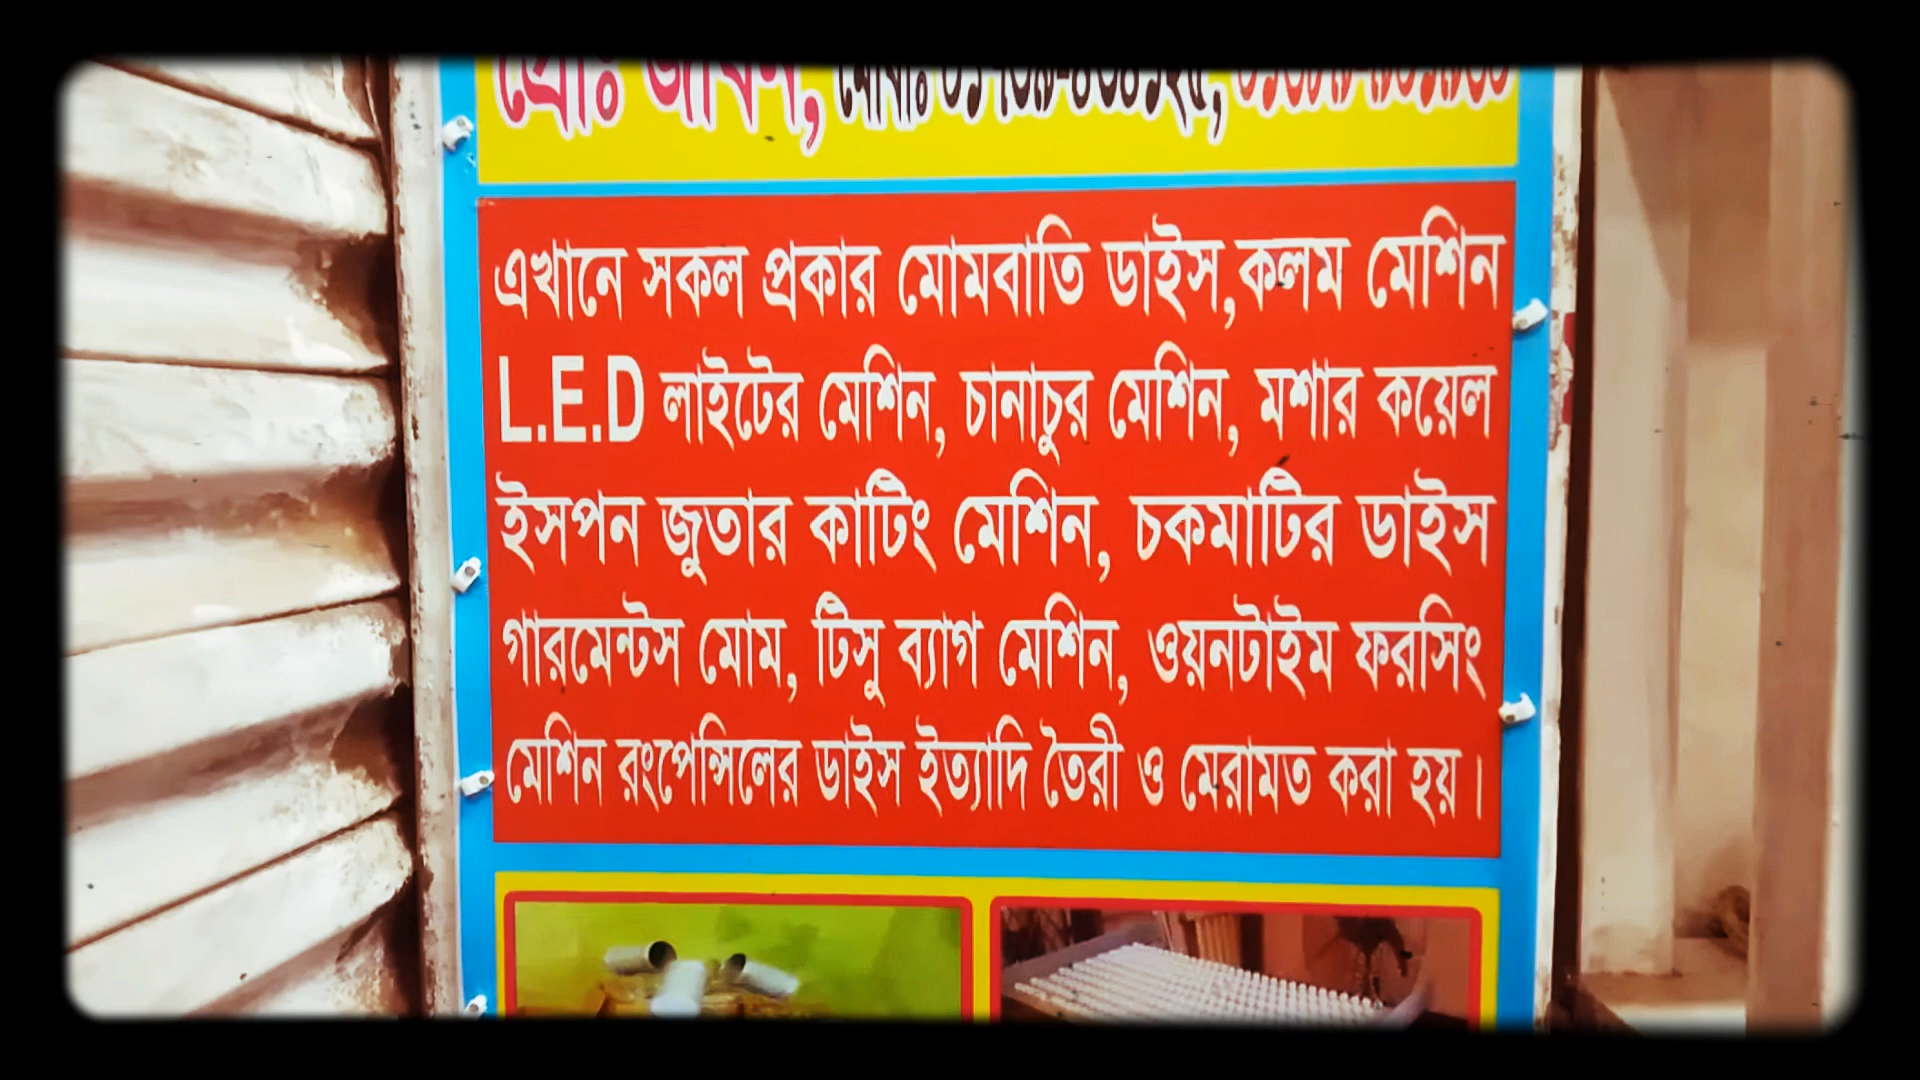 প্রোঃ
এখানে সকল প্রকার মোমবাতি ডাইস,কলম মেশিন
L.E.D লাইটের মেশিন, চানাচুর মেশিন, মশার কয়েল
ইসপন জুতার কাটিং মেশিন, চকমাটির ডাইস
গারমেন্টস মোম, টিসু ব্যাগ মেশিন, ওয়নটাইম ফরসিং
মেশিন রংপেন্সিলের ডাইস ইত্যাদি তৈরী ও মেরামত করা হয়।